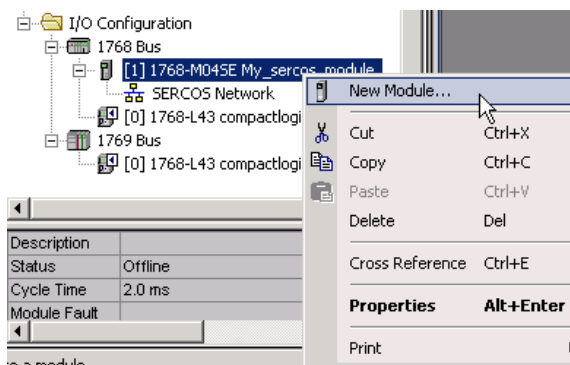 I/O Configuration
1768 Bus
[1] 1768-M04SE My_sercos_module
SERCOS Network
[0] 1768-L43 compactlogi
1769 Bus
[0] 1768-L43 compactlogi
New Module...
Cut Ctrl+X
Copy Ctrl+C
Paste Ctrl+V
Delete Del
Cross Reference Ctrl+E
Properties Alt+Enter
Print
Description
Status Offline
Cycle Time 2.0 ms
Module Fault
a module